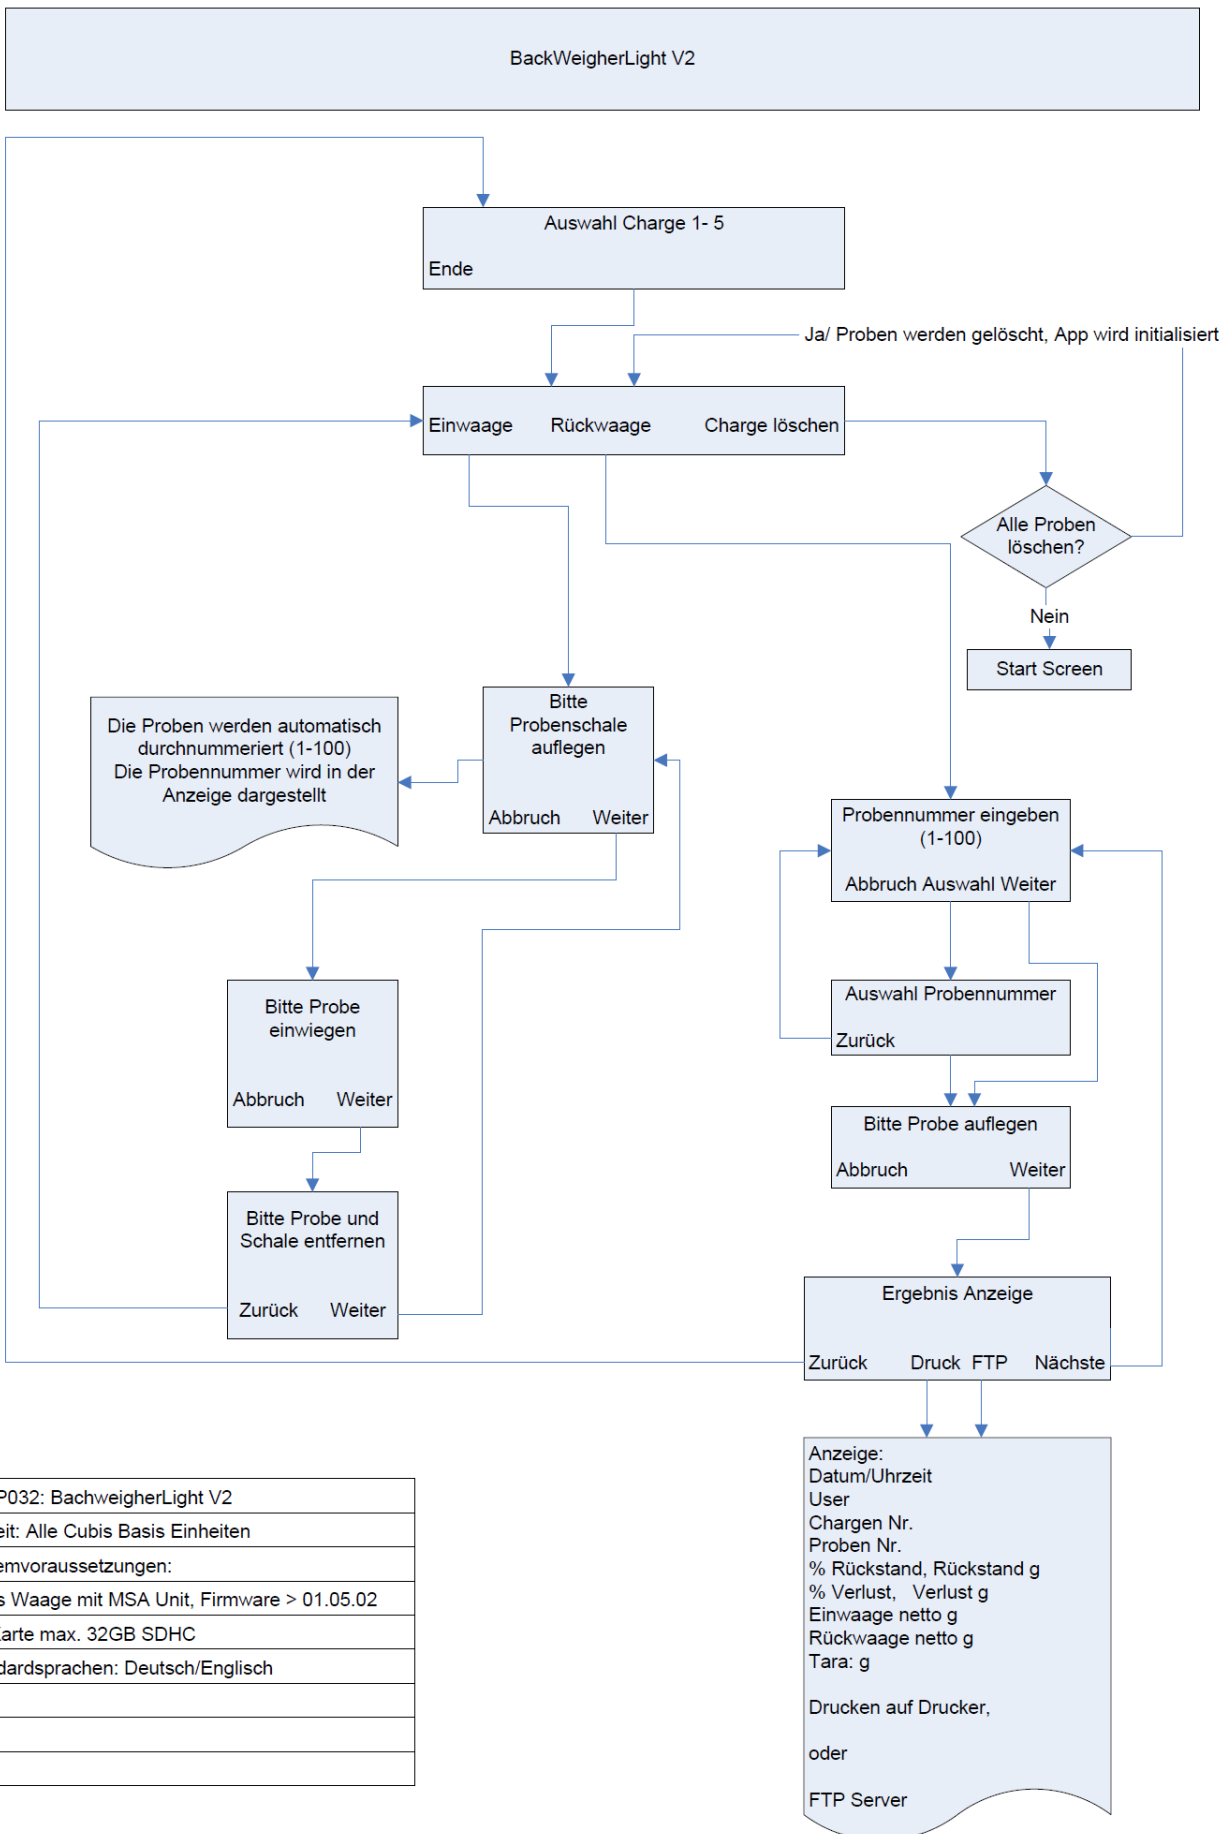 BackWeigherLight V2
Auswahl Charge 1- 5
Ende
Ja/ Proben werden gelöscht, App wird initialisiert
Einwaage Rückwaage Charge löschen
Alle Proben
löschen?
Nein
Start Screen
Bitte
Probenschale
auflegen
Abbruch Weiter
Die Proben werden automatisch
durchnummeriert (1-100)
Die Probennummer wird in der
Anzeige dargestellt
Probennummer eingeben
(1-100)
Abbruch Auswahl Weiter
Bitte Probe
einwiegen
Abbruch Weiter
Auswahl Probennummer
Zurück
Bitte Probe auflegen
Abbruch Weiter
Bitte Probe und
Schale entfernen
Zurück Weiter
Ergebnis Anzeige
Zurück Druck FTP Nächste
Anzeige:
Datum/Uhrzeit
User
Chargen Nr.
Proben Nr.
% Rückstand, Rückstand g
% Verlust, Verlust g
Einwaage netto g
Rückwaage netto g
Tara: g
Drucken auf Drucker,
oder
FTP Server
P032: BachweigherLight V2
eit: Alle Cubis Basis Einheiten
emvoraussetzungen:
s Waage mit MSA Unit, Firmware > 01.05.02
Karte max. 32GB SDHC
dardsprachen: Deutsch/Englisch